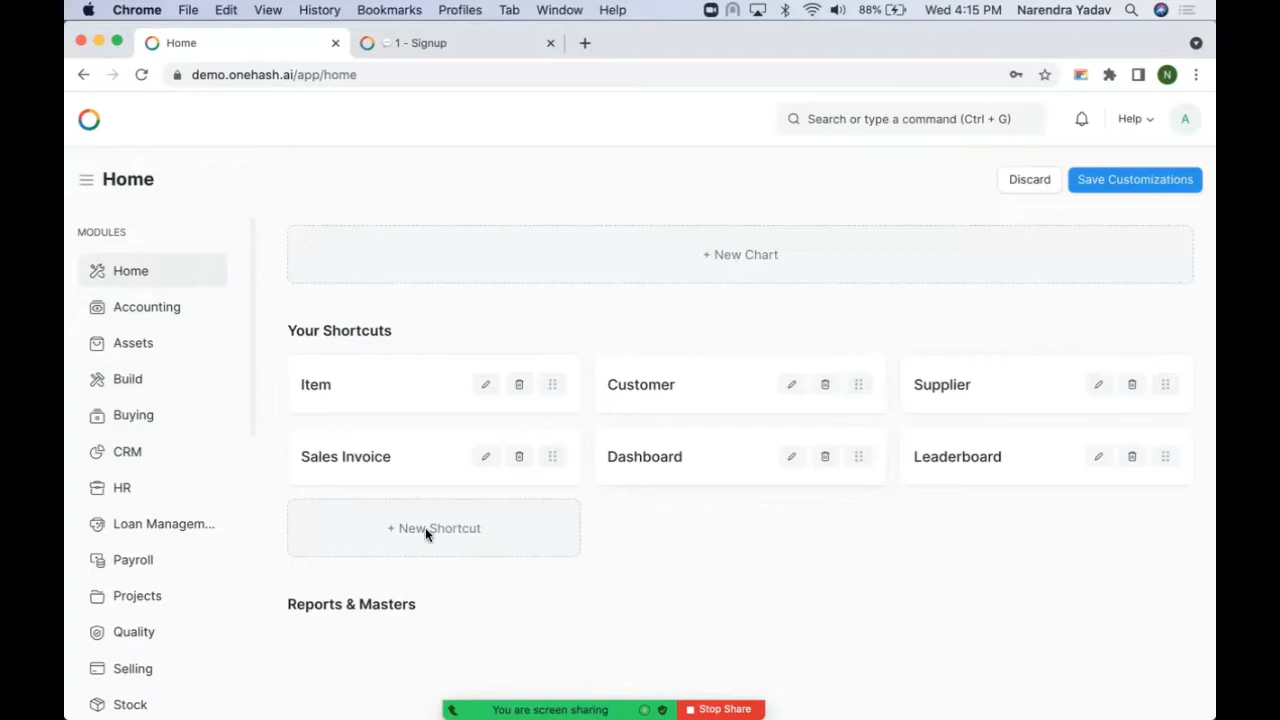 Chrome File Edit View History Bookmarks Profiles Tab Window Help 88% Wed 4:15 PM Narendra Yadav
Home 1 - Signup
demo.onehash.ai/app/home N
Search or type a command (Ctrl + G) Help A
Home Discard Save Customizations
MODULES
Home
Accounting
Assets
Build
Buying
CRM
HR
Loan Managem...
Payroll
Projects
Quality
Selling
Stock
+ New Chart
Your Shortcuts
Item Customer Supplier
Sales Invoice Dashboard Leaderboard
+ New Shortcut
Reports & Masters
You are screen sharing Stop Share